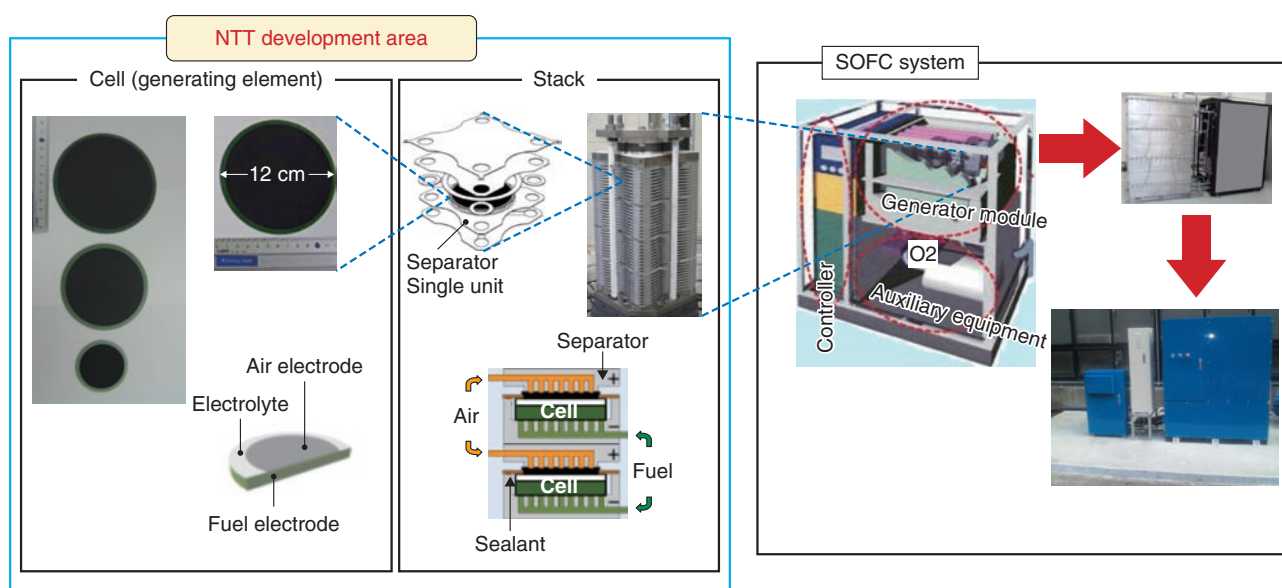 NTT development area
Cell (generating element)
12 cm
Air electrode
Electrolyte
Fuel electrode
Stack
Separator
Single unit
Separator
Air
Cell
Fuel
Cell
Sealant
+
−
+
−
SOFC system
Generator module
O2
Controller
Auxiliary equipment